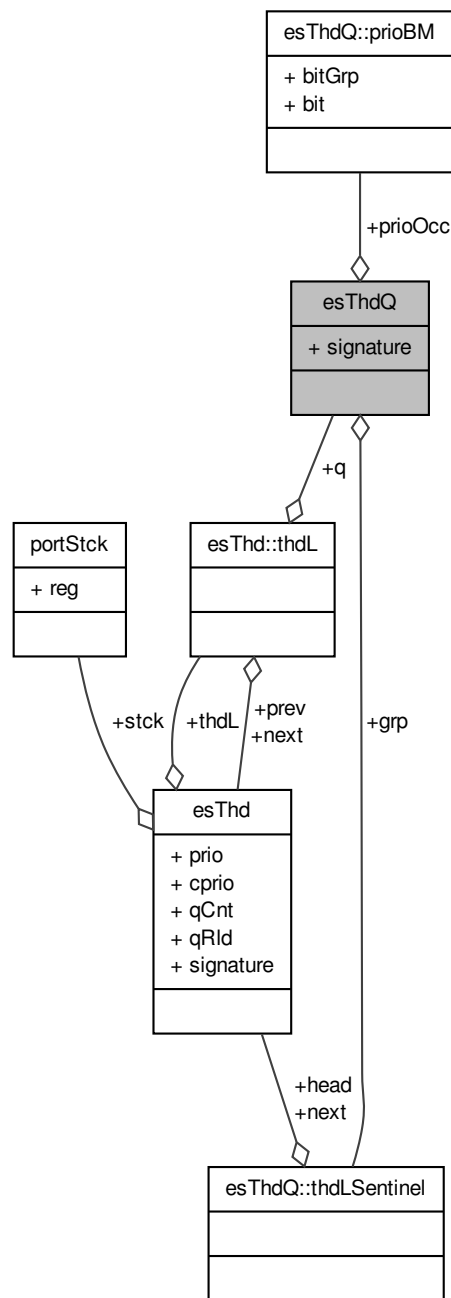 esThdQ::prioBM
+ bitGrp
+ bit
+prioOcc
esThdQ
+ signature
+q
portStck
+ reg
esThd::thdL
+stck
+thdL
+prev
+next
+grp
esThd
+ prio
+ cprio
+ qCnt
+ qRld
+ signature
+head
+next
esThdQ::thdLSentinel